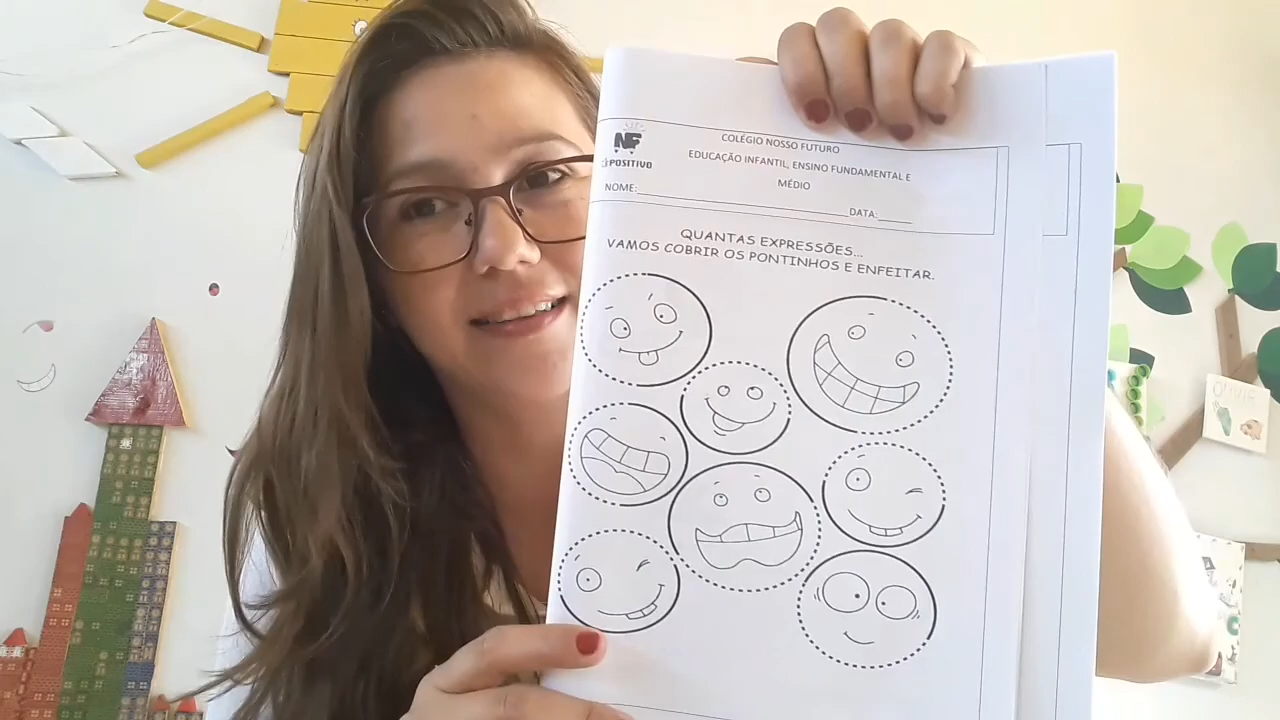 COLÉGIO NOSSO FUTURO
NF
POSITIVO
EDUCAÇÃO INFANTIL, ENSINO FUNDAMENTAL E
MÉDIO
NOME:
DATA:
QUANTAS EXPRESSÕES...
VAMOS COBRIR OS PONTINHOS E ENFEITAR.